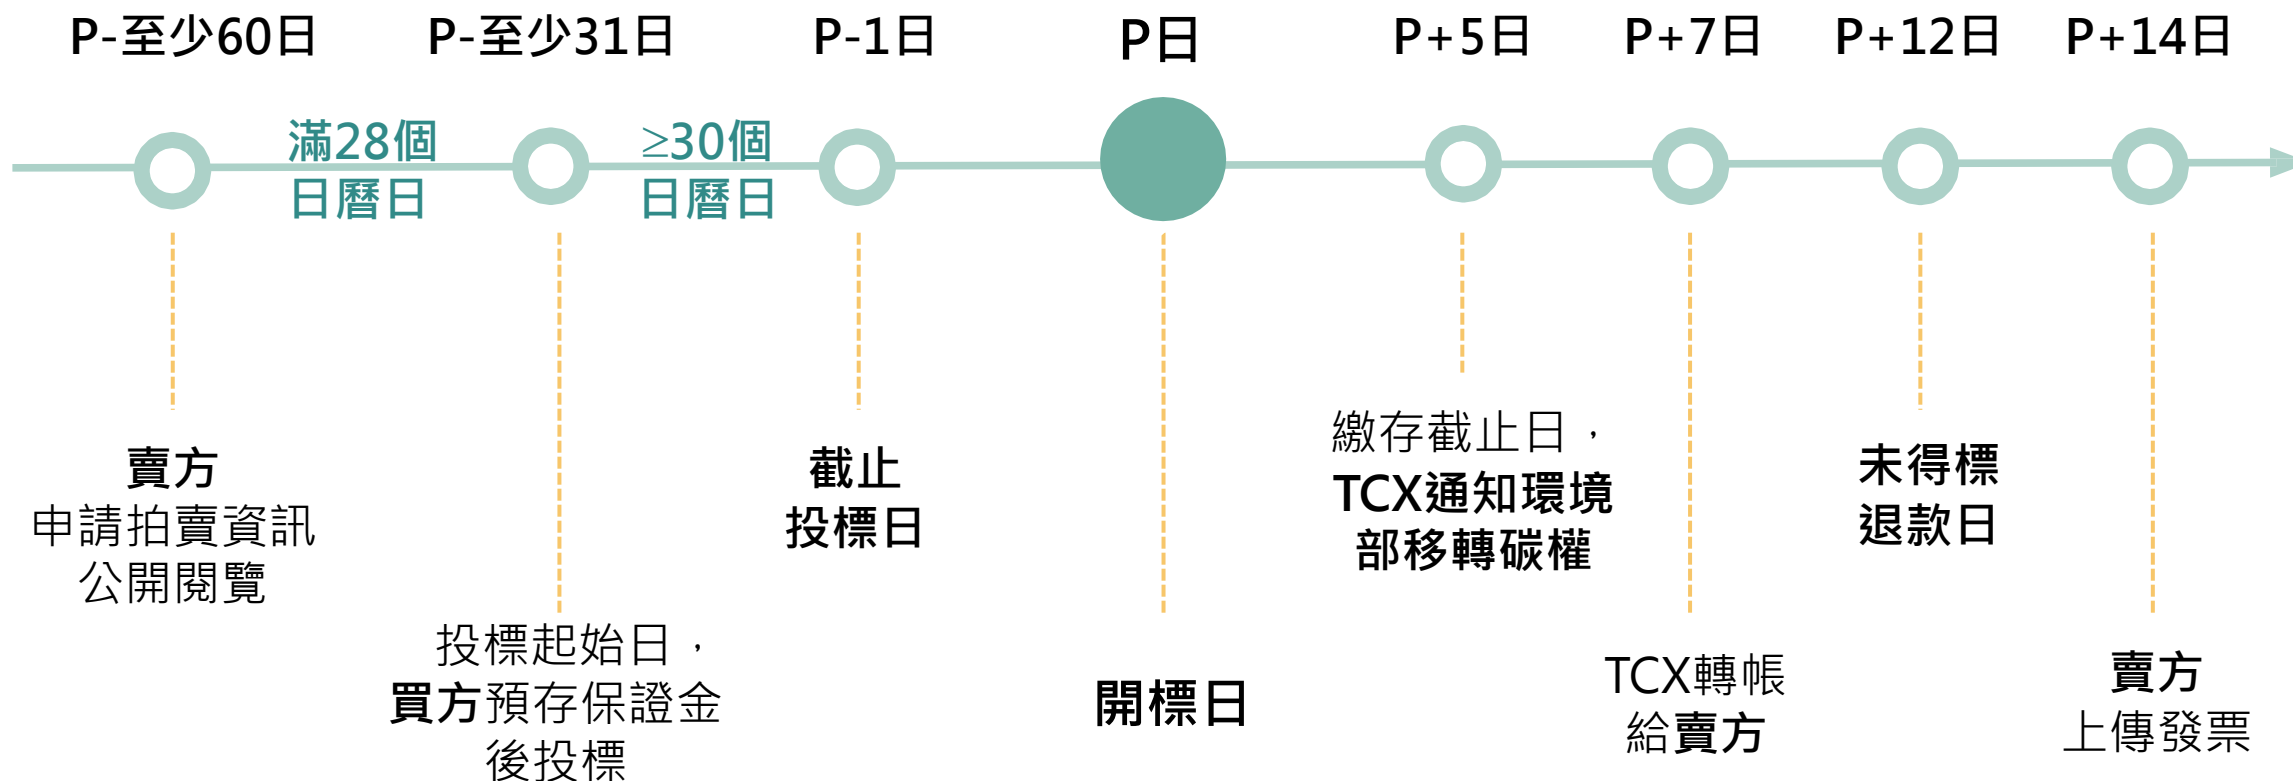 P-至少60日
P-至少31日
P-1日
P日
P+5日
P+7日
P+12日
P+14日
滿28個
日曆日
≥30個
日曆日
賣方
申請拍賣資訊
公開閱覽
投標起始日，
買方預存保證金
後投標
截止
投標日
開標日
繳存截止日，
TCX通知環境
部移轉碳權
TCX轉帳
給賣方
未得標
退款日
賣方
上傳發票